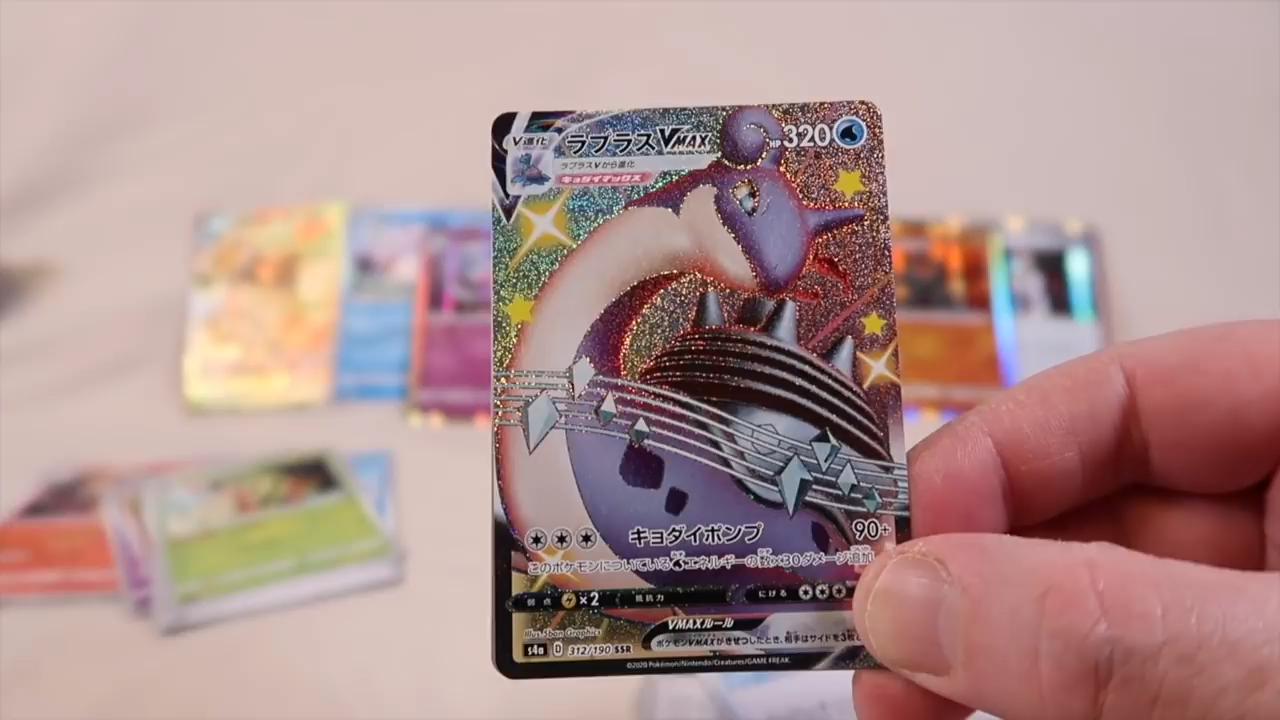 V進化 ラプラスVMAX HP320
ラプラスVから進化
キョダイマックス
キョダイポンプ 90+
このポケモンについているエネルギーの数×30ダメージ追加
弱点 ×2 抵抗力 にげる
VMAXルール
ポケモンVMAXがきぜつしたとき、相手はサイドを3枚
Illus. 5ban Graphics
s4a D 312/190 SSR
©2020 Pokémon/Nintendo/Creatures/GAME FREAK.